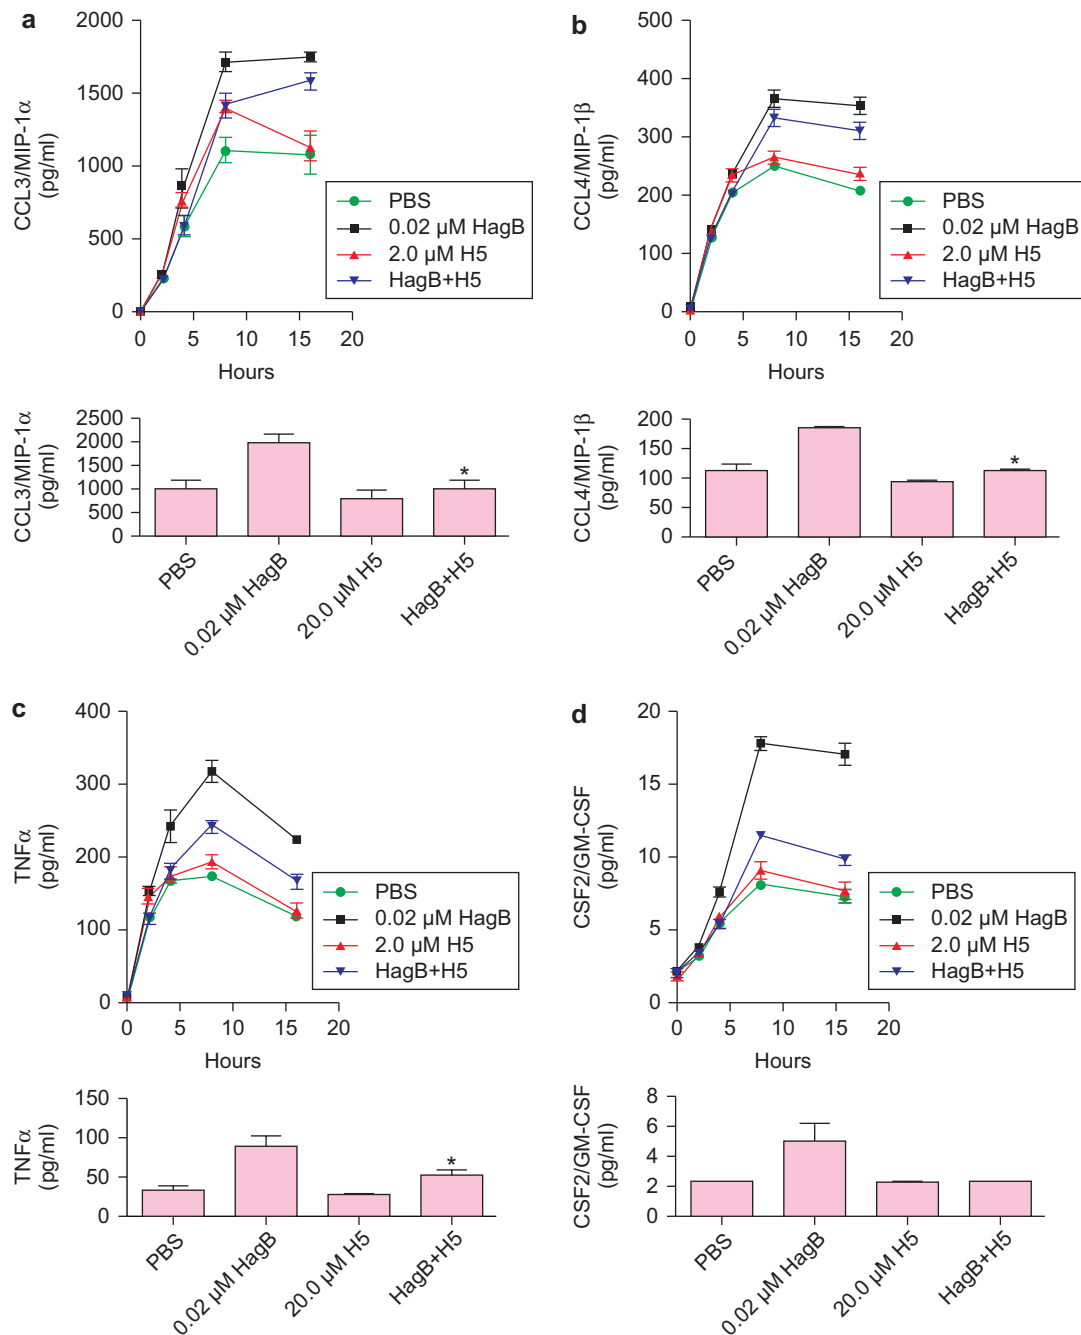 a
2000
1500
1000
500
0
CCL3/MIP-1α
(pg/ml)
0 5 10 15 20
Hours
PBS
0.02 µM HagB
2.0 µM H5
HagB+H5
2500
2000
1500
1000
500
0
CCL3/MIP-1α
(pg/ml)
*
PBS
0.02 µM HagB
20.0 µM H5
HagB+H5
b
500
400
300
200
100
0
CCL4/MIP-1β
(pg/ml)
0 5 10 15 20
Hours
PBS
0.02 µM HagB
2.0 µM H5
HagB+H5
200
150
100
50
0
CCL4/MIP-1β
(pg/ml)
*
PBS
0.02 µM HagB
20.0 µM H5
HagB+H5
c
400
300
200
100
0
TNFα
(pg/ml)
0 5 10 15 20
Hours
PBS
0.02 µM HagB
2.0 µM H5
HagB+H5
150
100
50
0
TNFα
(pg/ml)
*
PBS
0.02 µM HagB
20.0 µM H5
HagB+H5
d
20
15
10
5
0
CSF2/GM-CSF
(pg/ml)
0 5 10 15 20
Hours
PBS
0.02 µM HagB
2.0 µM H5
HagB+H5
8
6
4
2
0
CSF2/GM-CSF
(pg/ml)
PBS
0.02 µM HagB
20.0 µM H5
HagB+H5